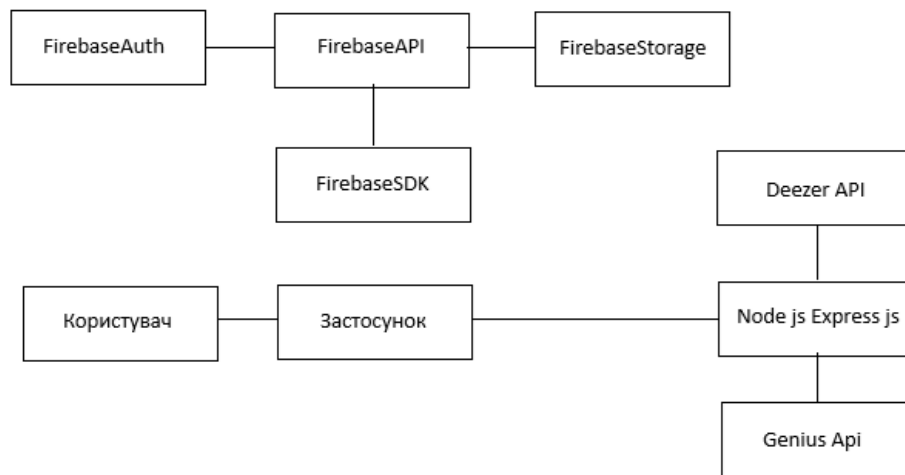 FirebaseAuth
FirebaseAPI
FirebaseStorage
FirebaseSDK
Deezer API
Користувач
Застосунок
Node js Express js
Genius Api